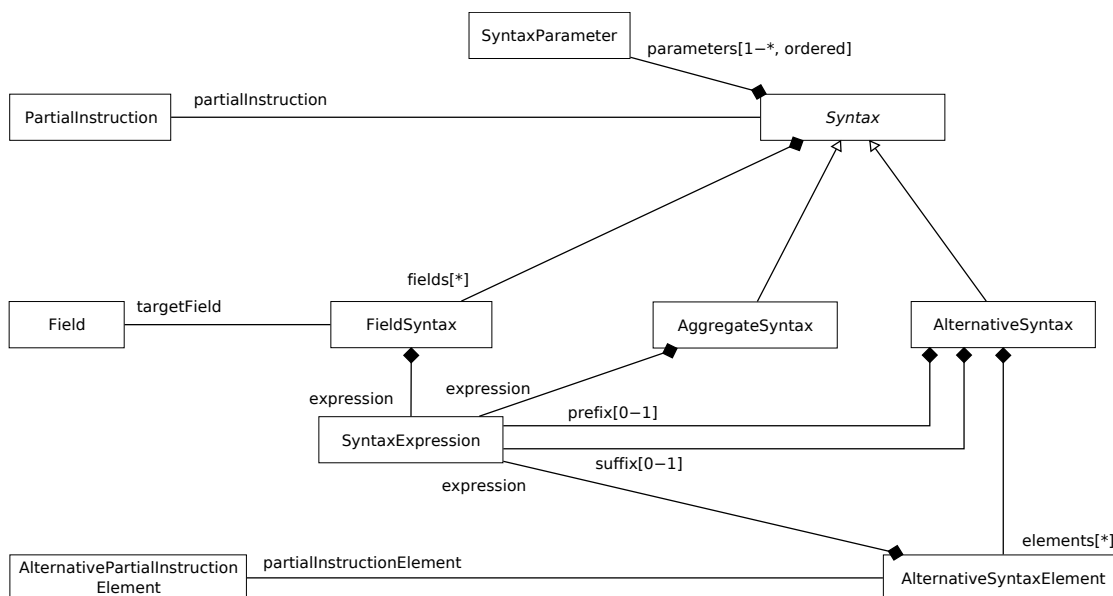 SyntaxParameter
parameters[1−*, ordered]
partialInstruction
PartialInstruction
Syntax
fields[*]
targetField
Field
FieldSyntax
AggregateSyntax
AlternativeSyntax
expression
expression
prefix[0−1]
SyntaxExpression
suffix[0−1]
expression
elements[*]
partialInstructionElement
AlternativePartialInstruction
Element
AlternativeSyntaxElement